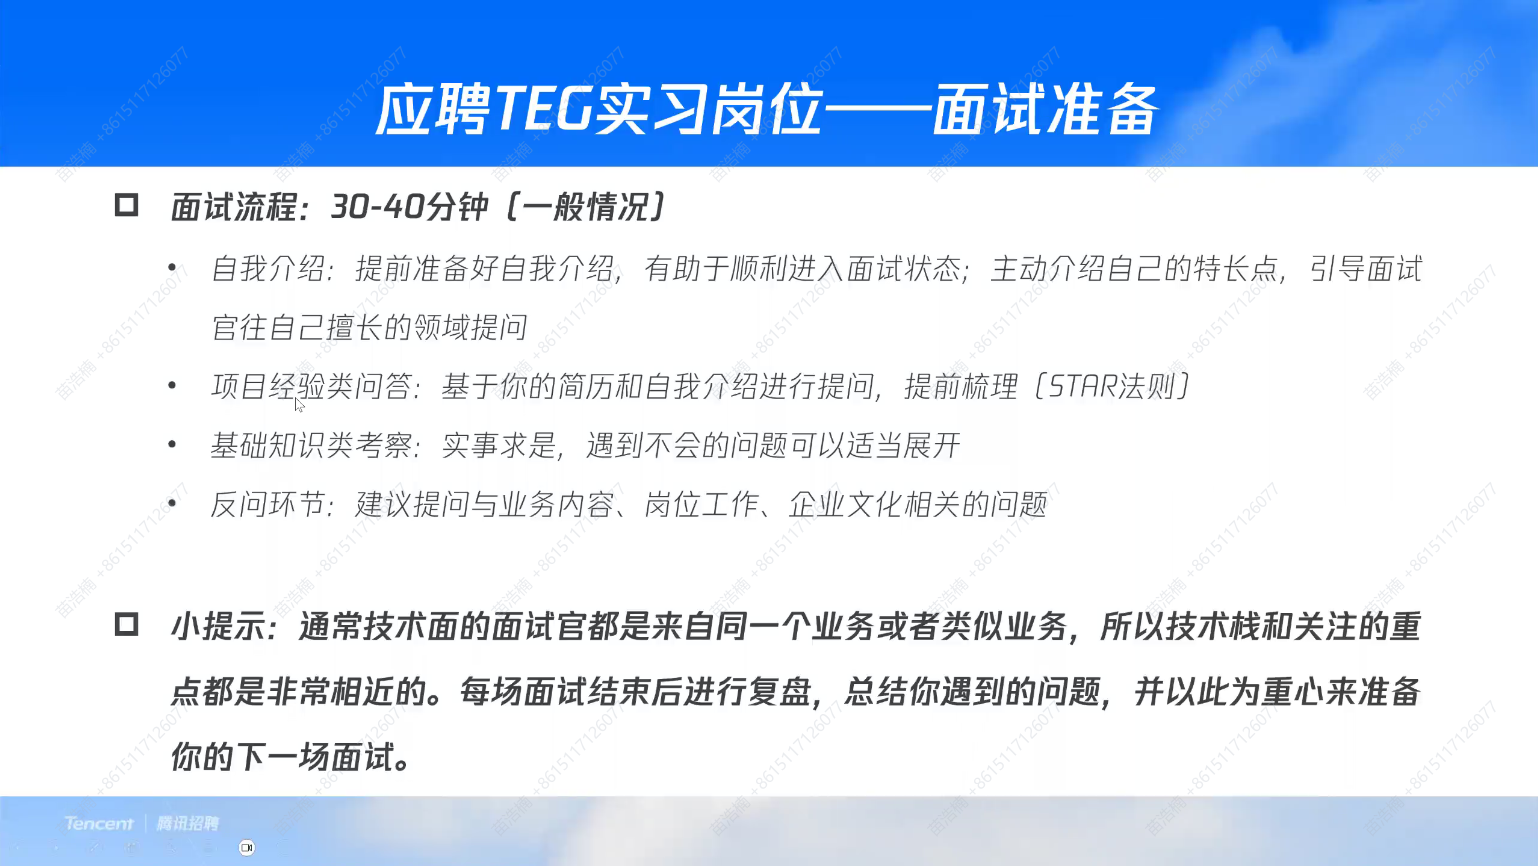 应聘TEG实习岗位——面试准备
面试流程：30-40分钟（一般情况）
自我介绍：提前准备好自我介绍，有助于顺利进入面试状态；主动介绍自己的特长点，引导面试
官往自己擅长的领域提问
项目经验类问答：基于你的简历和自我介绍进行提问，提前梳理（STAR法则）
基础知识类考察：实事求是，遇到不会的问题可以适当展开
反问环节：建议提问与业务内容、岗位工作、企业文化相关的问题
小提示：通常技术面的面试官都是来自同一个业务或者类似业务，所以技术栈和关注的重
点都是非常相近的。每场面试结束后进行复盘，总结你遇到的问题，并以此为重心来准备
你的下一场面试。
Tencent | 腾讯招聘
苗浩楠 +8615117126077